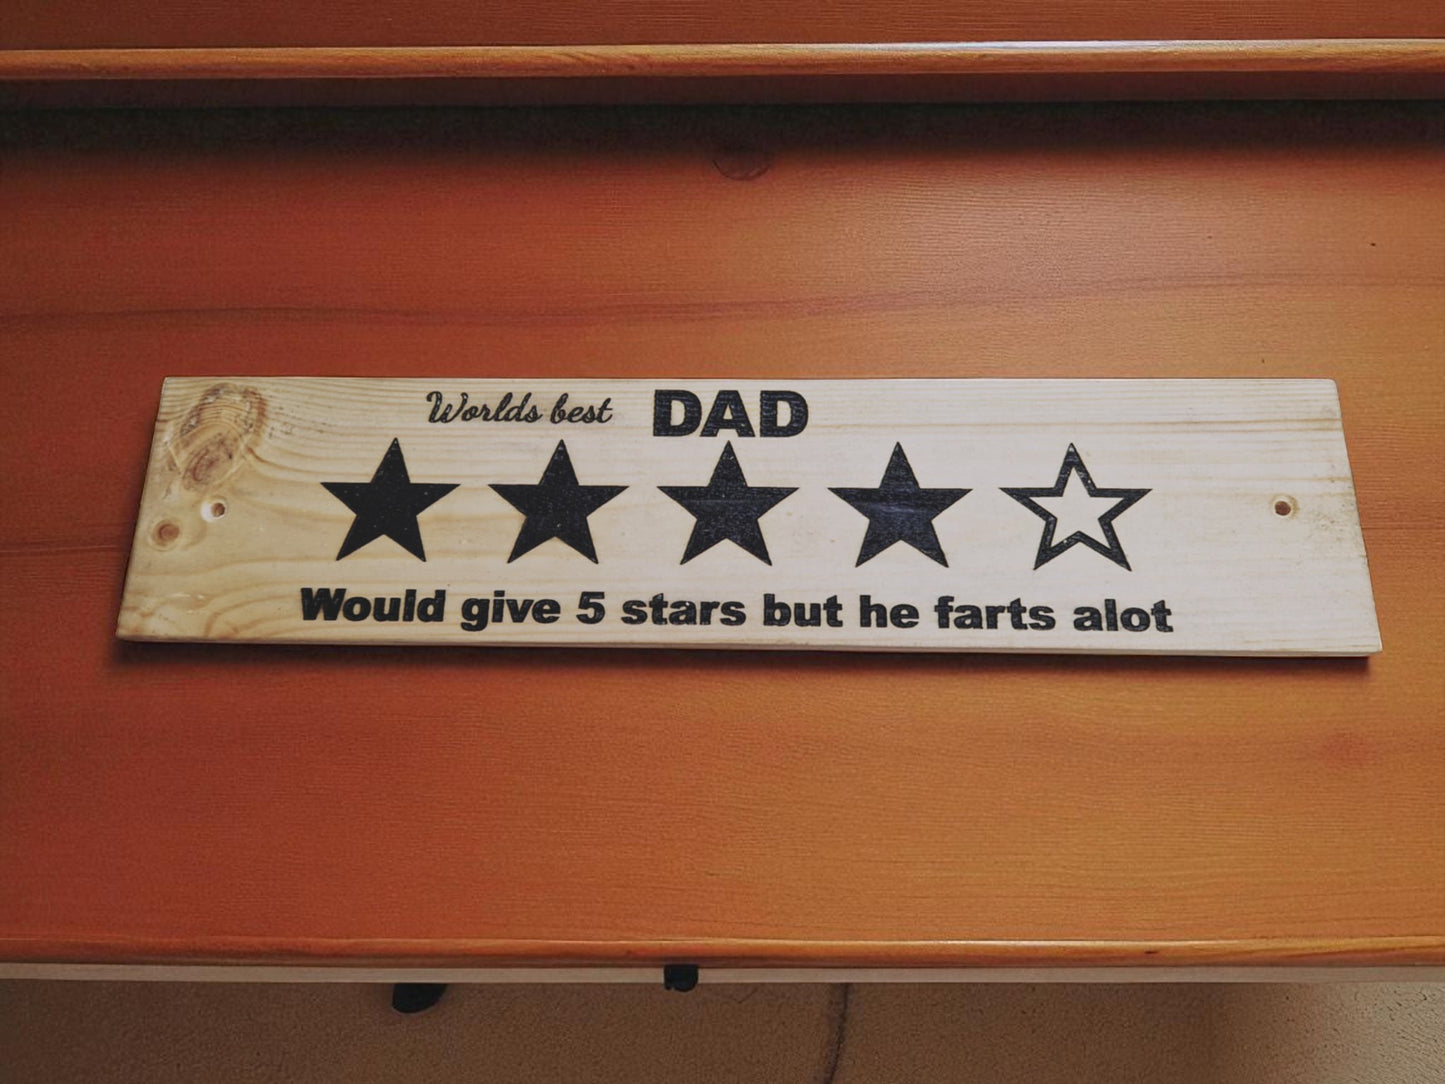 Worlds best DAD
Would give 5 stars but he farts alot